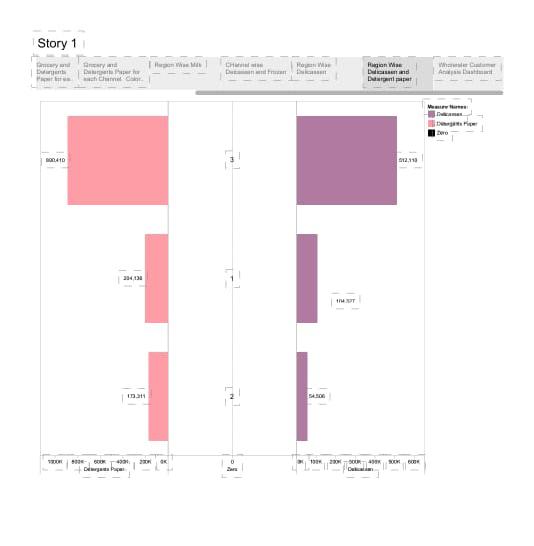 Story 1
Grocery and Detergents Paper for ea..
Grocery and Detergents Paper for each Channel. Color..
Region Wise Milk
CHannel wise Delicassen and Frozen
Region Wise Delicassen
Region Wise Delicassen and Detergent paper
Wholesaler Customer Analysis Dashboard
Measure Names:
Delicassen
Detergents Paper
Zero
890,410
3
512,110
204,136
1
104,327
173,311
2
54,506
1000K 800K 600K 400K 200K 0K
Detergents Paper
0
Zero
0K 100K 200K 300K 400K 500K 600K
Delicassen